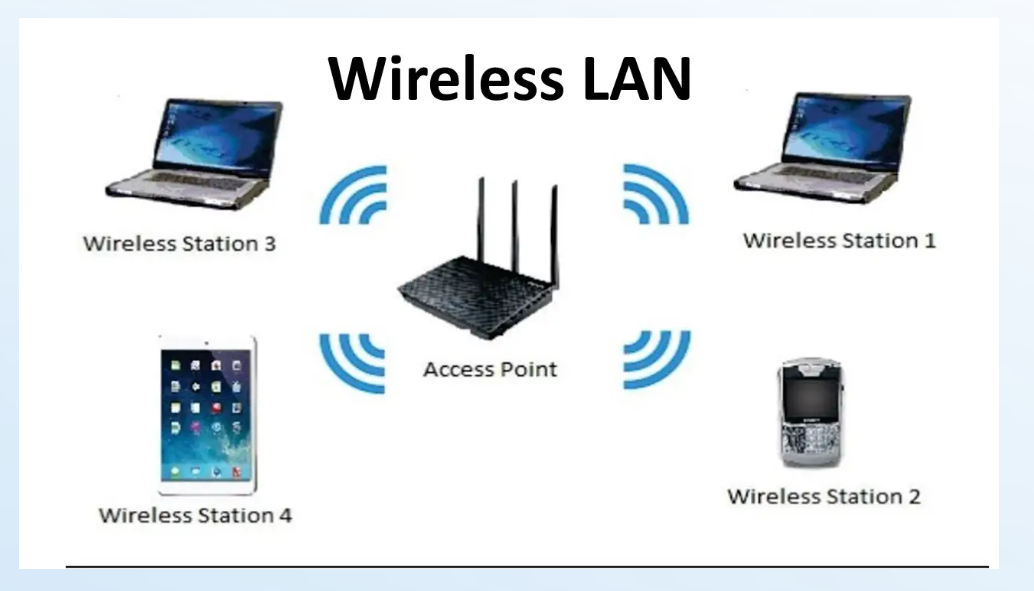 Wireless LAN
Wireless Station 3
Wireless Station 1
Access Point
Wireless Station 4
Wireless Station 2